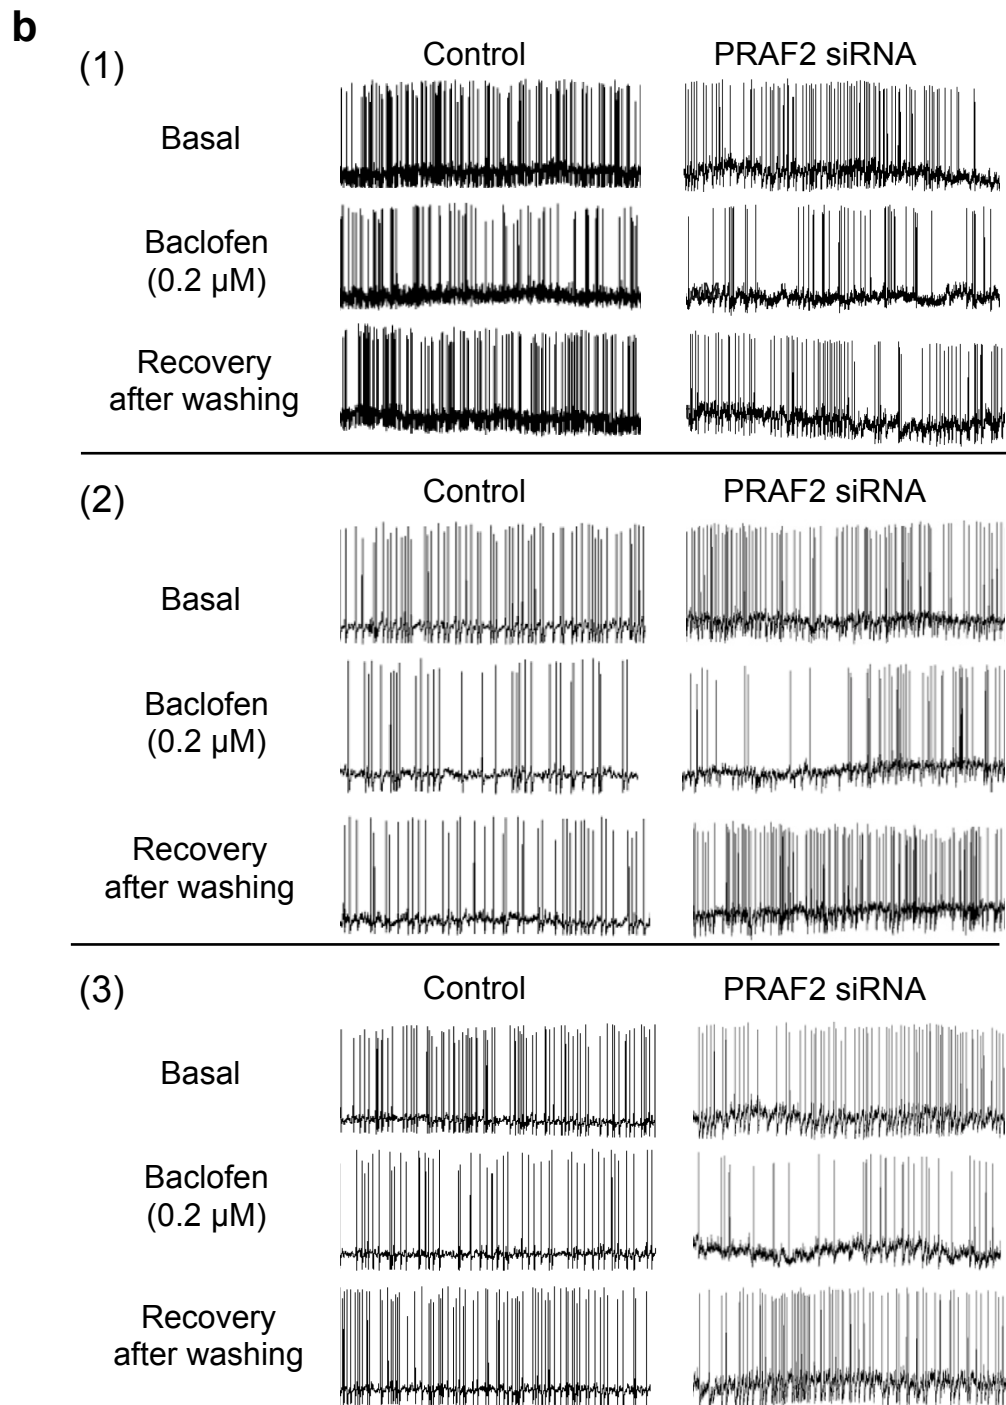 b
(1)
Control PRAF2 siRNA
Basal
Baclofen
(0.2 µM)
Recovery
after washing
(2)
Control PRAF2 siRNA
Basal
Baclofen
(0.2 µM)
Recovery
after washing
(3)
Control PRAF2 siRNA
Basal
Baclofen
(0.2 µM)
Recovery
after washing